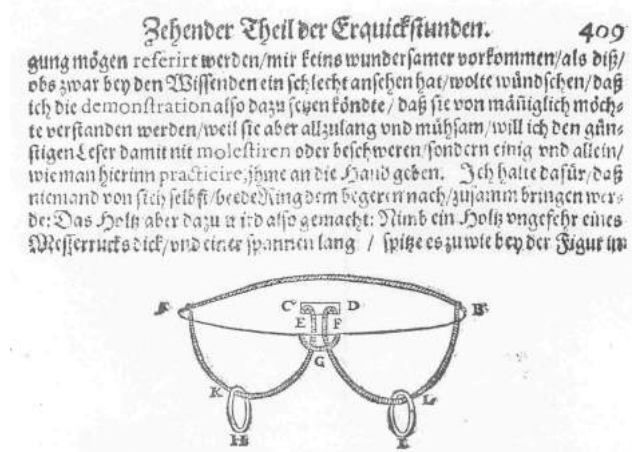 Zehender Theil der Erquickstunden. 409
gung mögen referirt werden/mir keins wundersamer vorkommen/als diß/
obs zwar bey den Wissenden ein schlecht ansehen hat/wolte wündschen/daß
ich die demonstration also dazu setzen köndte/ daß sie von mäñiglich möch-
te verstanden werden/weil sie aber allzulang vnd mühsam/will ich den gün-
stigen Leser damit nit molestiren oder beschweren/sondern einig vnd allein/
wie man hierinn practicire,jhme an die Hand geben. Ich halte dafür/daß
niemand von sich selbst/beede Ring dem begeren nach/zusamm bringen wer-
de: Das Holtz aber dazu wird also gemacht: Nimb ein Holtz vngefehr eines
Messerrucks dick/vnd einer spannen lang / spitze es zu wie bey der Figur im
A C D B
E F
G
K L
H I